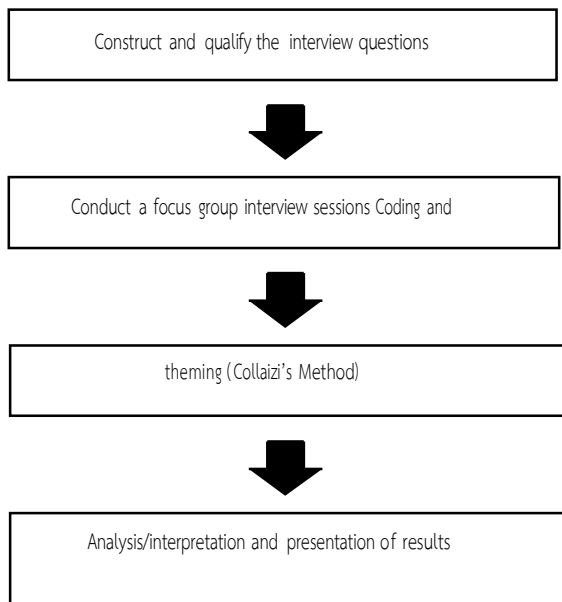 Construct and qualify the interview questions
Conduct a focus group interview sessions Coding and
theming (Collaizi's Method)
Analysis/interpretation and presentation of results